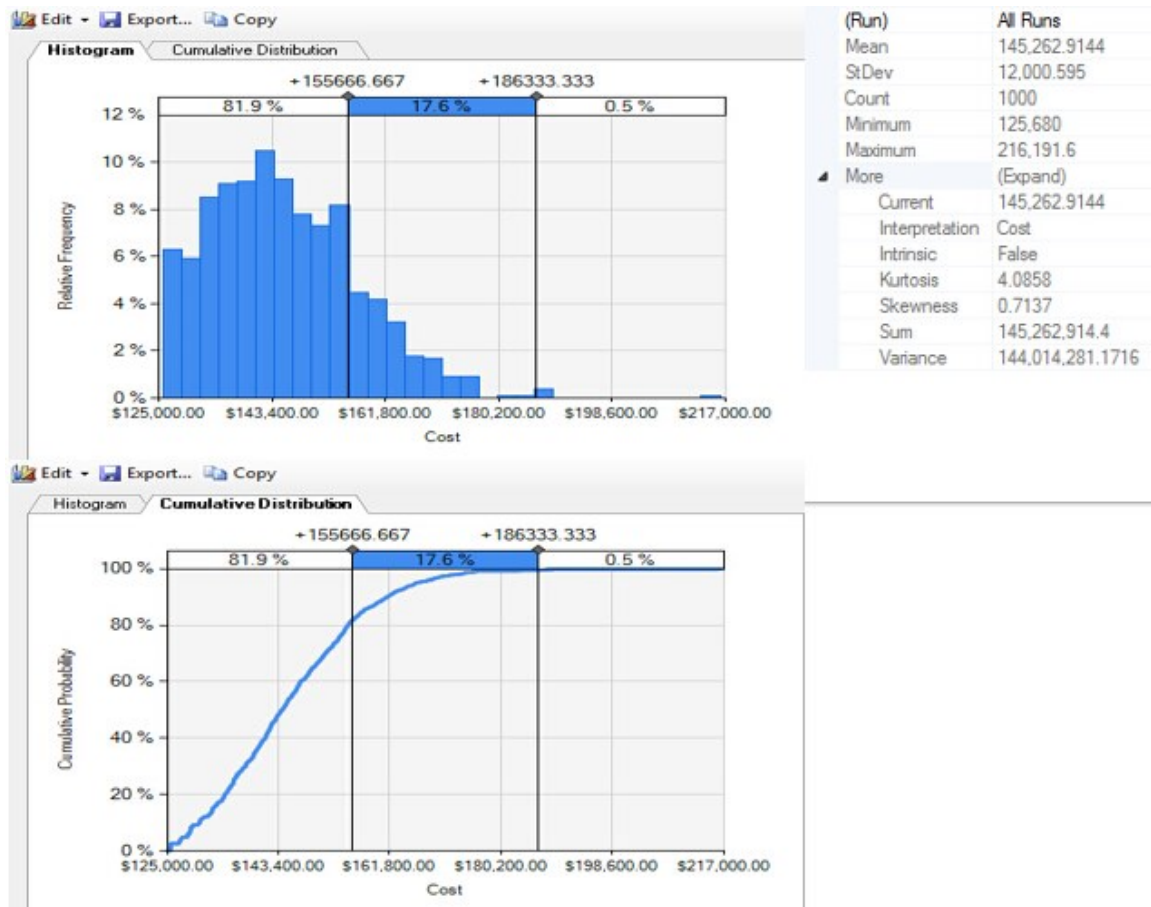 Edit Export... Copy
Histogram Cumulative Distribution
+155666.667 +186333.333
81.9 % 17.6 % 0.5 %
12 %
10 %
8 %
6 %
4 %
2 %
0 %
Relative Frequency
$125,000.00 $143,400.00 $161,800.00 $180,200.00 $198,600.00 $217,000.00
Cost
(Run) All Runs
Mean 145,262.9144
StDev 12,000.595
Count 1000
Minimum 125,680
Maximum 216,191.6
More (Expand)
Current 145,262.9144
Interpretation Cost
Intrinsic False
Kurtosis 4.0858
Skewness 0.7137
Sum 145,262,914.4
Variance 144,014,281.1716
Edit Export... Copy
Histogram Cumulative Distribution
+155666.667 +186333.333
81.9 % 17.6 % 0.5 %
100 %
80 %
60 %
40 %
20 %
0 %
Cumulative Probability
$125,000.00 $143,400.00 $161,800.00 $180,200.00 $198,600.00 $217,000.00
Cost